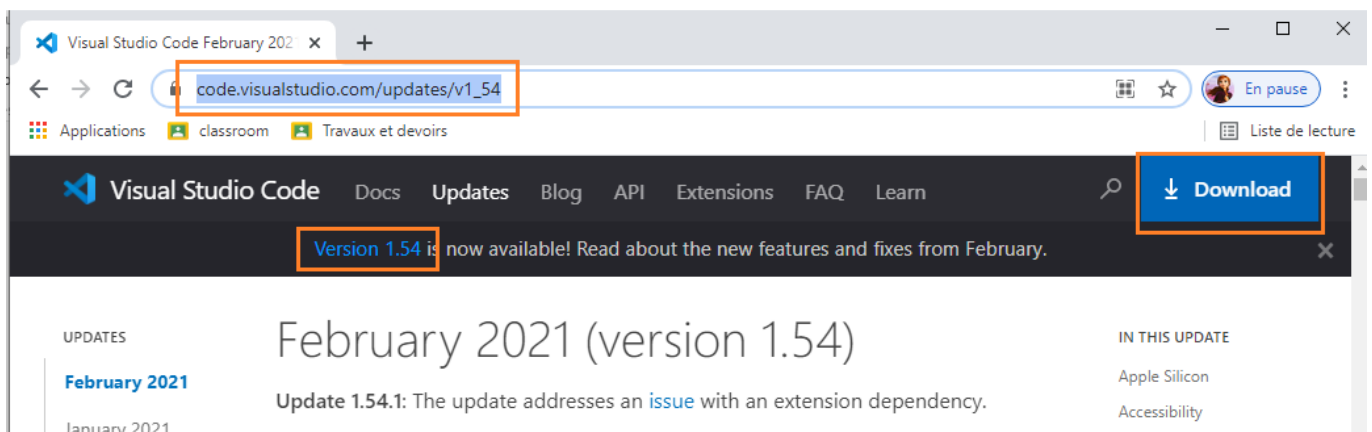 Visual Studio Code February 202
code.visualstudio.com/updates/v1_54
En pause
Applications classroom Travaux et devoirs Liste de lecture
Visual Studio Code Docs Updates Blog API Extensions FAQ Learn Download
Version 1.54 is now available! Read about the new features and fixes from February.
UPDATES
February 2021
January 2021
February 2021 (version 1.54)
Update 1.54.1: The update addresses an issue with an extension dependency.
IN THIS UPDATE
Apple Silicon
Accessibility